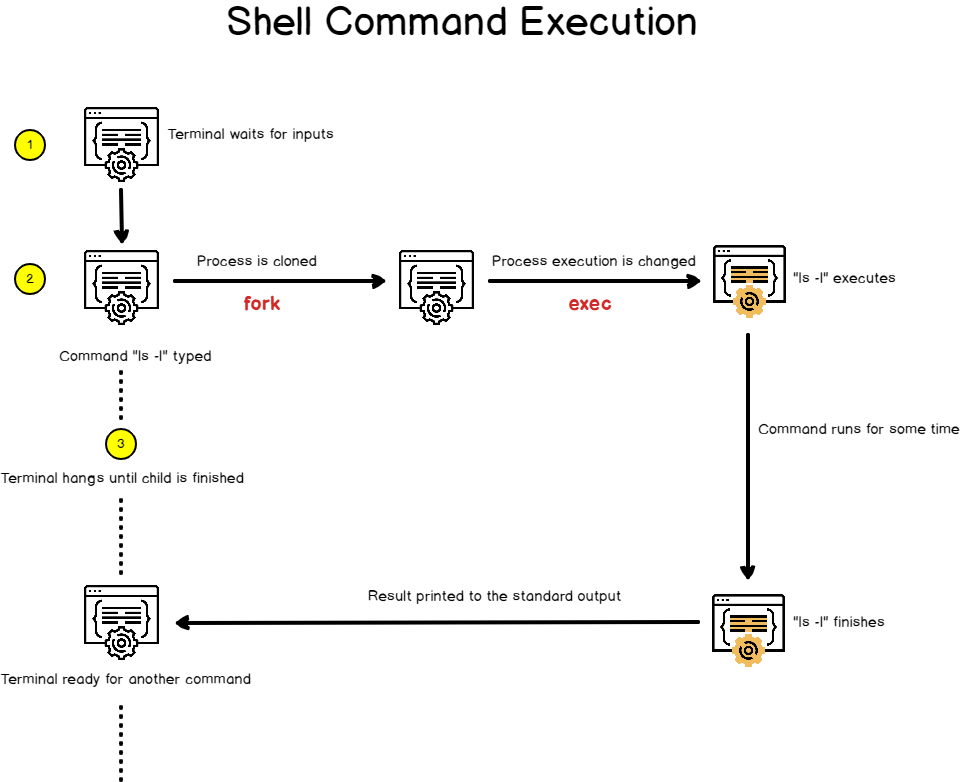 Shell Command Execution
1
Terminal waits for inputs
2
Process is cloned
fork
Process execution is changed
exec
"ls -l" executes
Command "ls -l" typed
3
Terminal hangs until child is finished
Command runs for some time
Result printed to the standard output
"ls -l" finishes
Terminal ready for another command